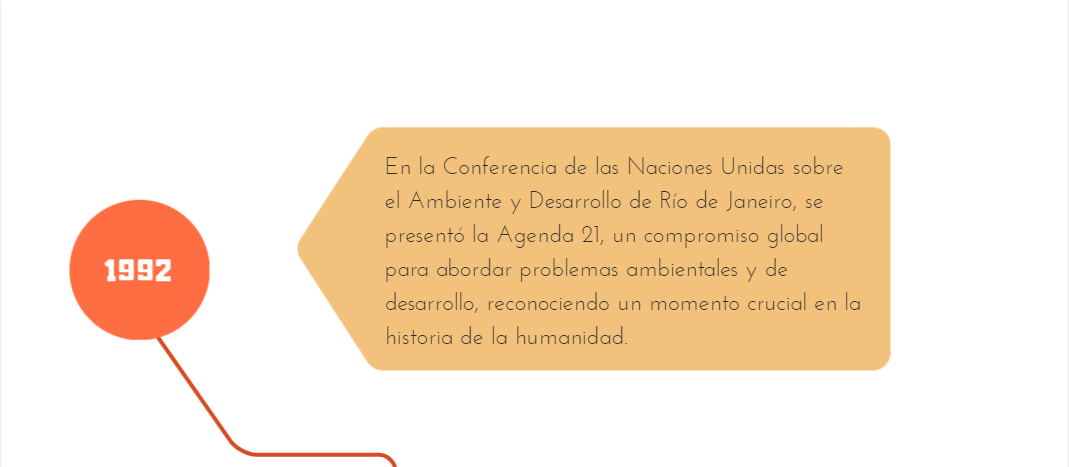 1992
En la Conferencia de las Naciones Unidas sobre
el Ambiente y Desarrollo de Río de Janeiro, se
presentó la Agenda 21, un compromiso global
para abordar problemas ambientales y de
desarrollo, reconociendo un momento crucial en la
historia de la humanidad.